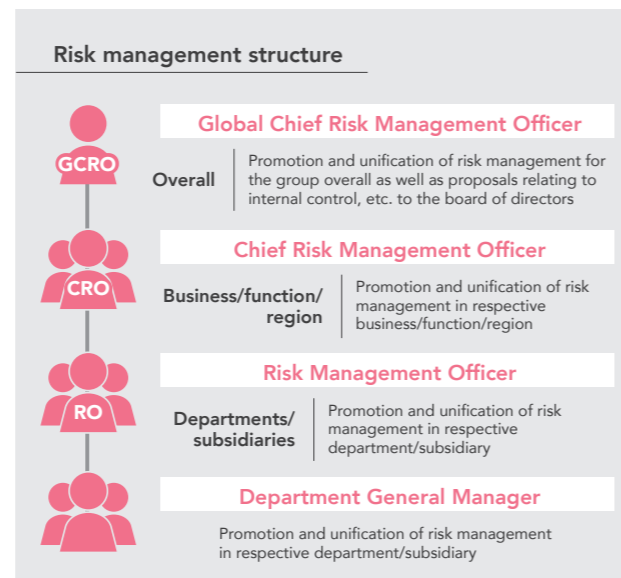 Risk management structure
Global Chief Risk Management Officer
GCRO
Overall
Promotion and unification of risk management for
the group overall as well as proposals relating to
internal control, etc. to the board of directors
Chief Risk Management Officer
CRO
Business/function/
region
Promotion and unification of risk
management in respective
business/function/region
Risk Management Officer
RO
Departments/
subsidiaries
Promotion and unification of risk
management in respective
department/subsidiary
Department General Manager
Promotion and unification of risk management
in respective department/subsidiary